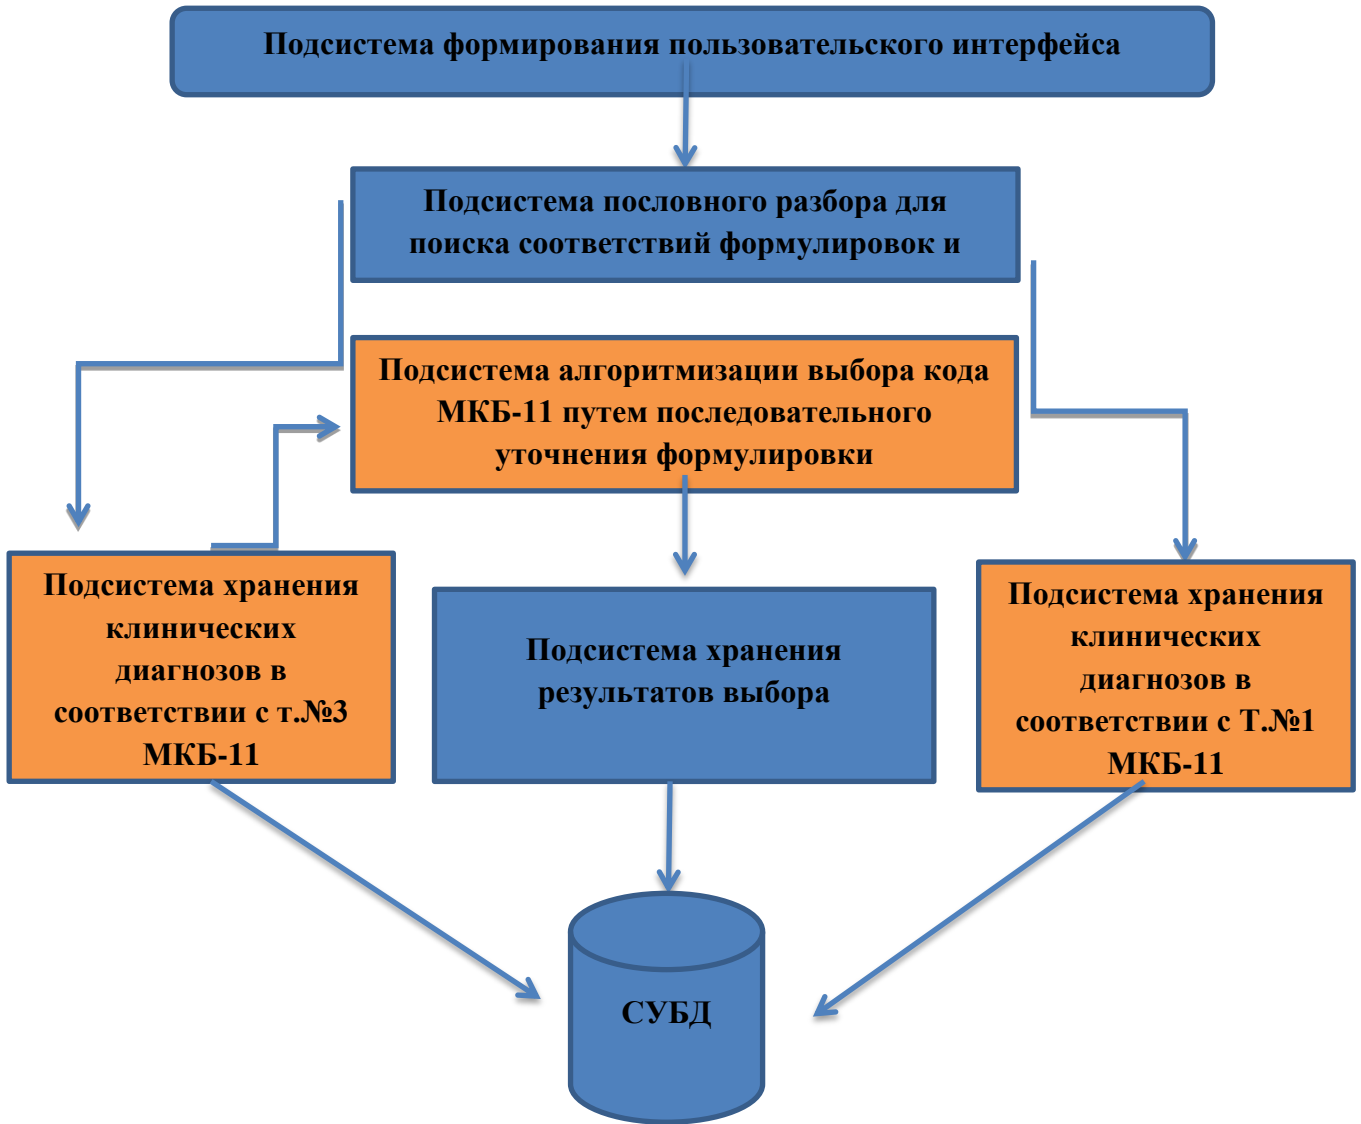 Подсистема формирования пользовательского интерфейса
Подсистема пословного разбора для
поиска соответствий формулировок и
Подсистема алгоритмизации выбора кода
МКБ-11 путем последовательного
уточнения формулировки
Подсистема хранения
клинических
диагнозов в
соответствии с т.№3
МКБ-11
Подсистема хранения
результатов выбора
Подсистема хранения
клинических
диагнозов в
соответствии с Т.№1
МКБ-11
СУБД